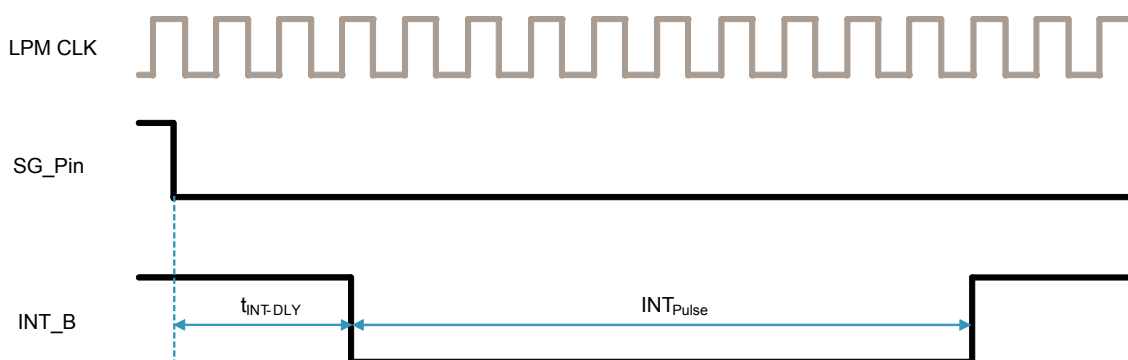 LPM CLK
SG_Pin
tINT-DLY
INTPulse
INT_B